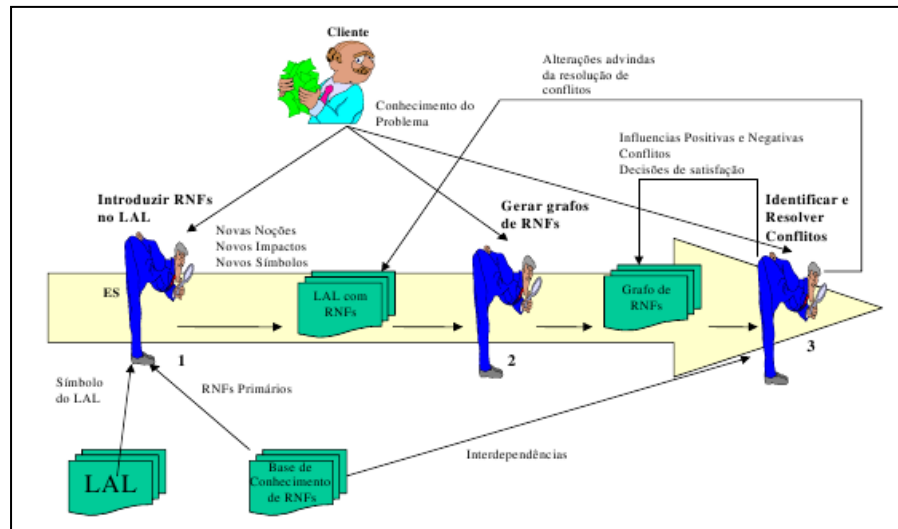 Cliente
Alterações advindas
da resolução de
conflitos
Conhecimento do
Problema
Influencias Positivas e Negativas
Conflitos
Decisões de satisfação
Introduzir RNFs
no LAL
Novas Noções
Novos Impactos
Novos Símbolos
Gerar grafos
de RNFs
Identificar e
Resolver
Conflitos
ES
LAL com
RNFs
Grafo de
RNFs
1
2
3
Símbolo
do LAL
RNFs Primários
LAL
Base de
Conhecimento
de RNFs
Interdependências